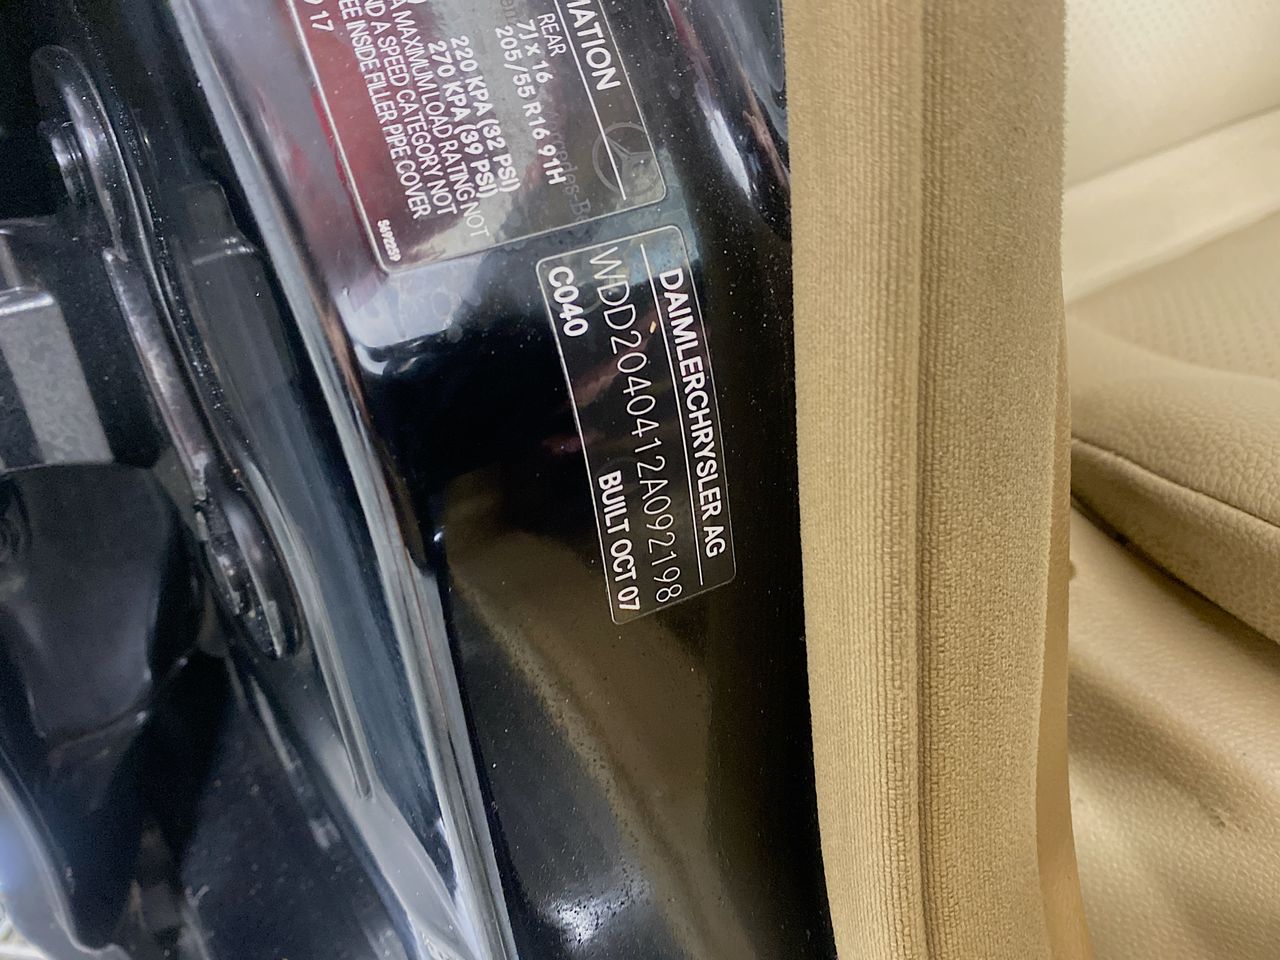 MATION
REAR
7J x 16
205/55 R16 91H
220 KPA (32 PSI)
270 KPA (39 PSI)
A MAXIMUM LOAD RATING NOT
A SPEED CATEGORY NOT
INSIDE FILLER PIPE COVER
17
S692259
DAIMLERCHRYSLER AG
WDD2040412A092198
C040 BUILT OCT 07